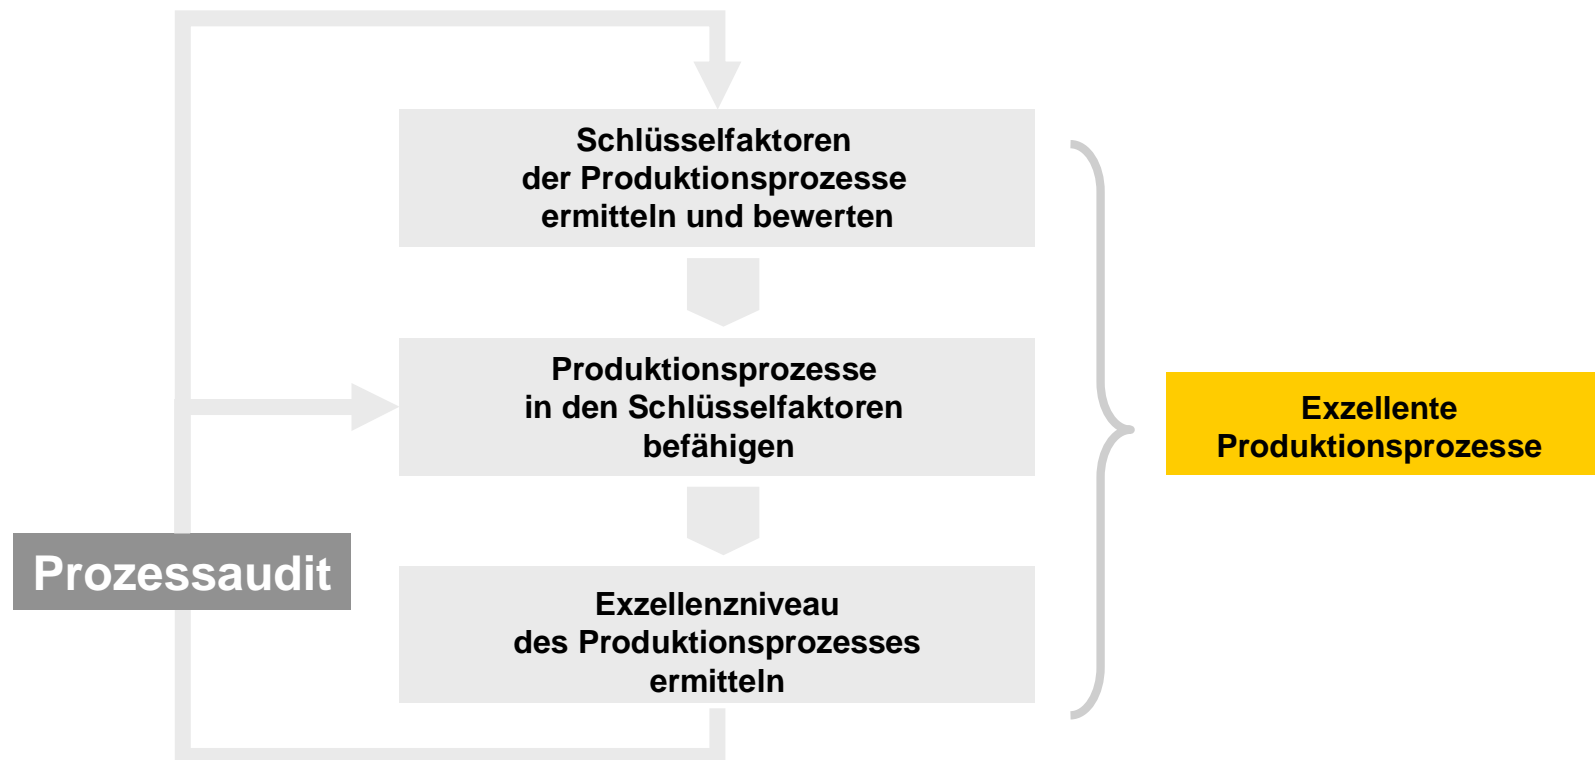 Schlüsselfaktoren
der Produktionsprozesse
ermitteln und bewerten
Produktionsprozesse
in den Schlüsselfaktoren
befähigen
Exzellente
Produktionsprozesse
Prozessaudit
Exzellenzniveau
des Produktionsprozesses
ermitteln